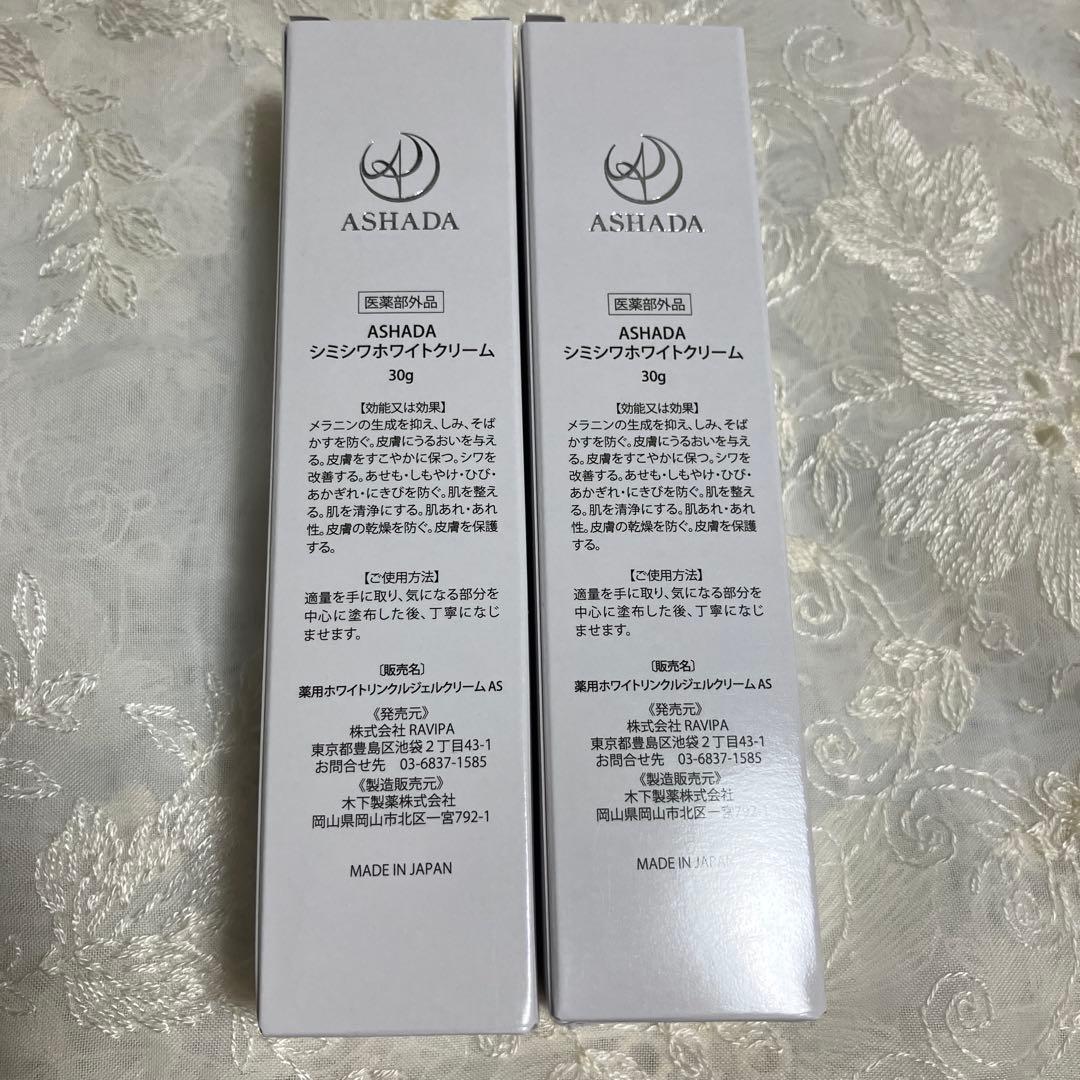 ASHADA
医薬部外品
ASHADA
シミシワホワイトクリーム
30g
【効能又は効果】
メラニンの生成を抑え、しみ、そば
かすを防ぐ。皮膚にうるおいを与え
る。皮膚をすこやかに保つ。シワを
改善する。あせも・しもやけ・ひび・
あかぎれ・にきびを防ぐ。肌を整え
る。肌を清浄にする。肌あれ・あれ
性。皮膚の乾燥を防ぐ。皮膚を保護
する。
【ご使用方法】
適量を手に取り、気になる部分を
中心に塗布した後、丁寧になじ
ませます。
〔販売名〕
薬用ホワイトリンクルジェルクリーム AS
《発売元》
株式会社 RAVIPA
東京都豊島区池袋2丁目43-1
お問合せ先 03-6837-1585
《製造販売元》
木下製薬株式会社
岡山県岡山市北区一宮792-1
MADE IN JAPAN
ASHADA
医薬部外品
ASHADA
シミシワホワイトクリーム
30g
【効能又は効果】
メラニンの生成を抑え、しみ、そば
かすを防ぐ。皮膚にうるおいを与え
る。皮膚をすこやかに保つ。シワを
改善する。あせも・しもやけ・ひび・
あかぎれ・にきびを防ぐ。肌を整え
る。肌を清浄にする。肌あれ・あれ
性。皮膚の乾燥を防ぐ。皮膚を保護
する。
【ご使用方法】
適量を手に取り、気になる部分を
中心に塗布した後、丁寧になじ
ませます。
〔販売名〕
薬用ホワイトリンクルジェルクリーム AS
《発売元》
株式会社 RAVIPA
東京都豊島区池袋2丁目43-1
お問合せ先 03-6837-1585
《製造販売元》
木下製薬株式会社
岡山県岡山市北区一宮792-1
MADE IN JAPAN